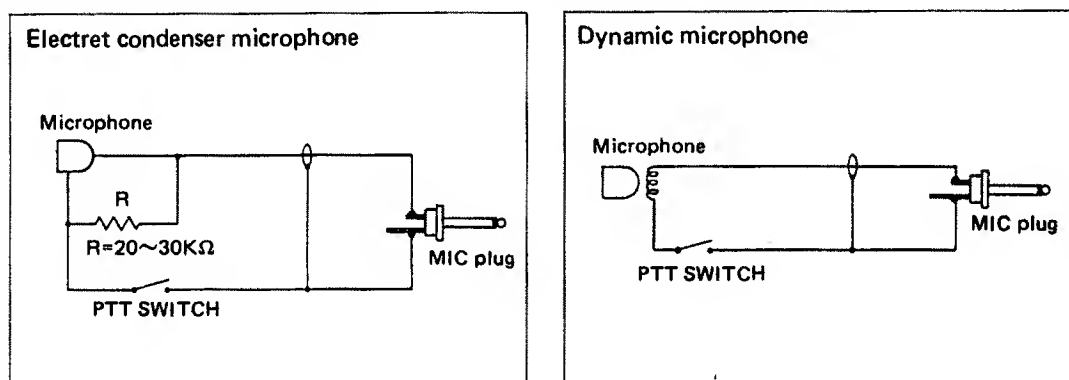 Electret condenser microphone
Microphone
R
R=20~30KΩ
PTT SWITCH
MIC plug
Dynamic microphone
Microphone
PTT SWITCH
MIC plug